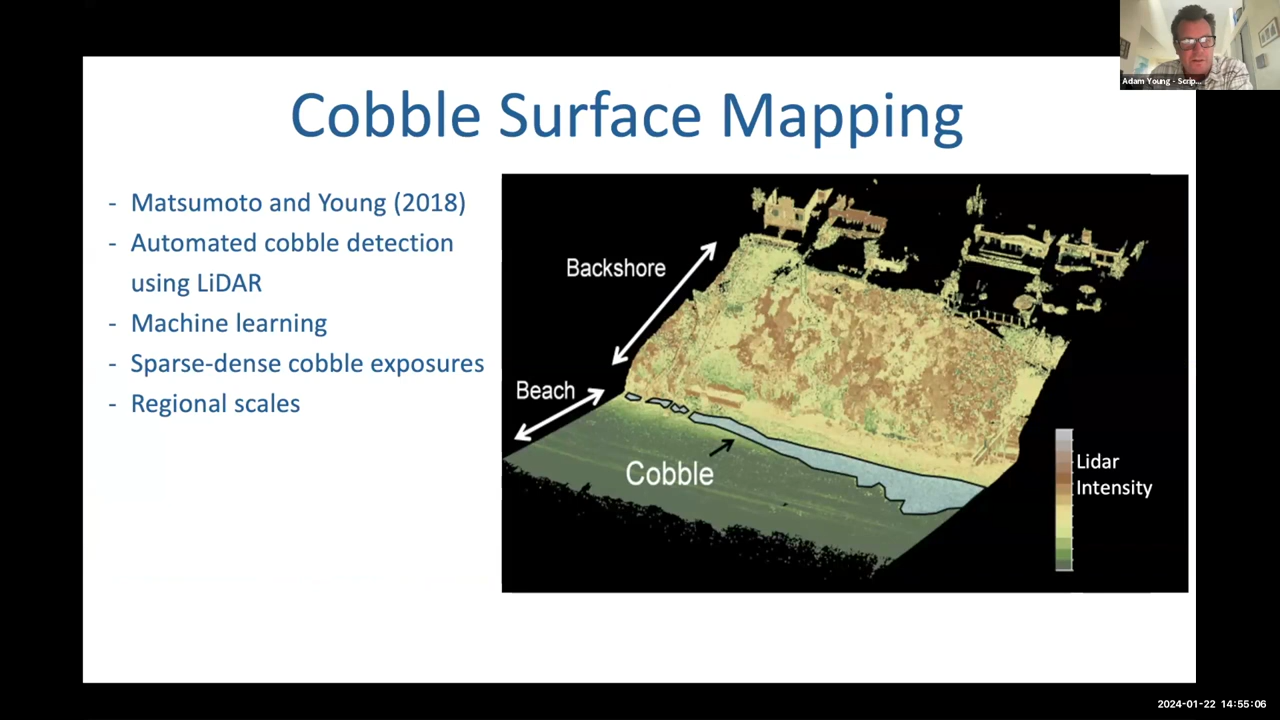 Adam Young - Scrip...
Cobble Surface Mapping
- Matsumoto and Young (2018)
- Automated cobble detection
using LiDAR
- Machine learning
- Sparse-dense cobble exposures
- Regional scales
Backshore
Beach
Cobble
Lidar
Intensity
2024-01-22 14:55:06